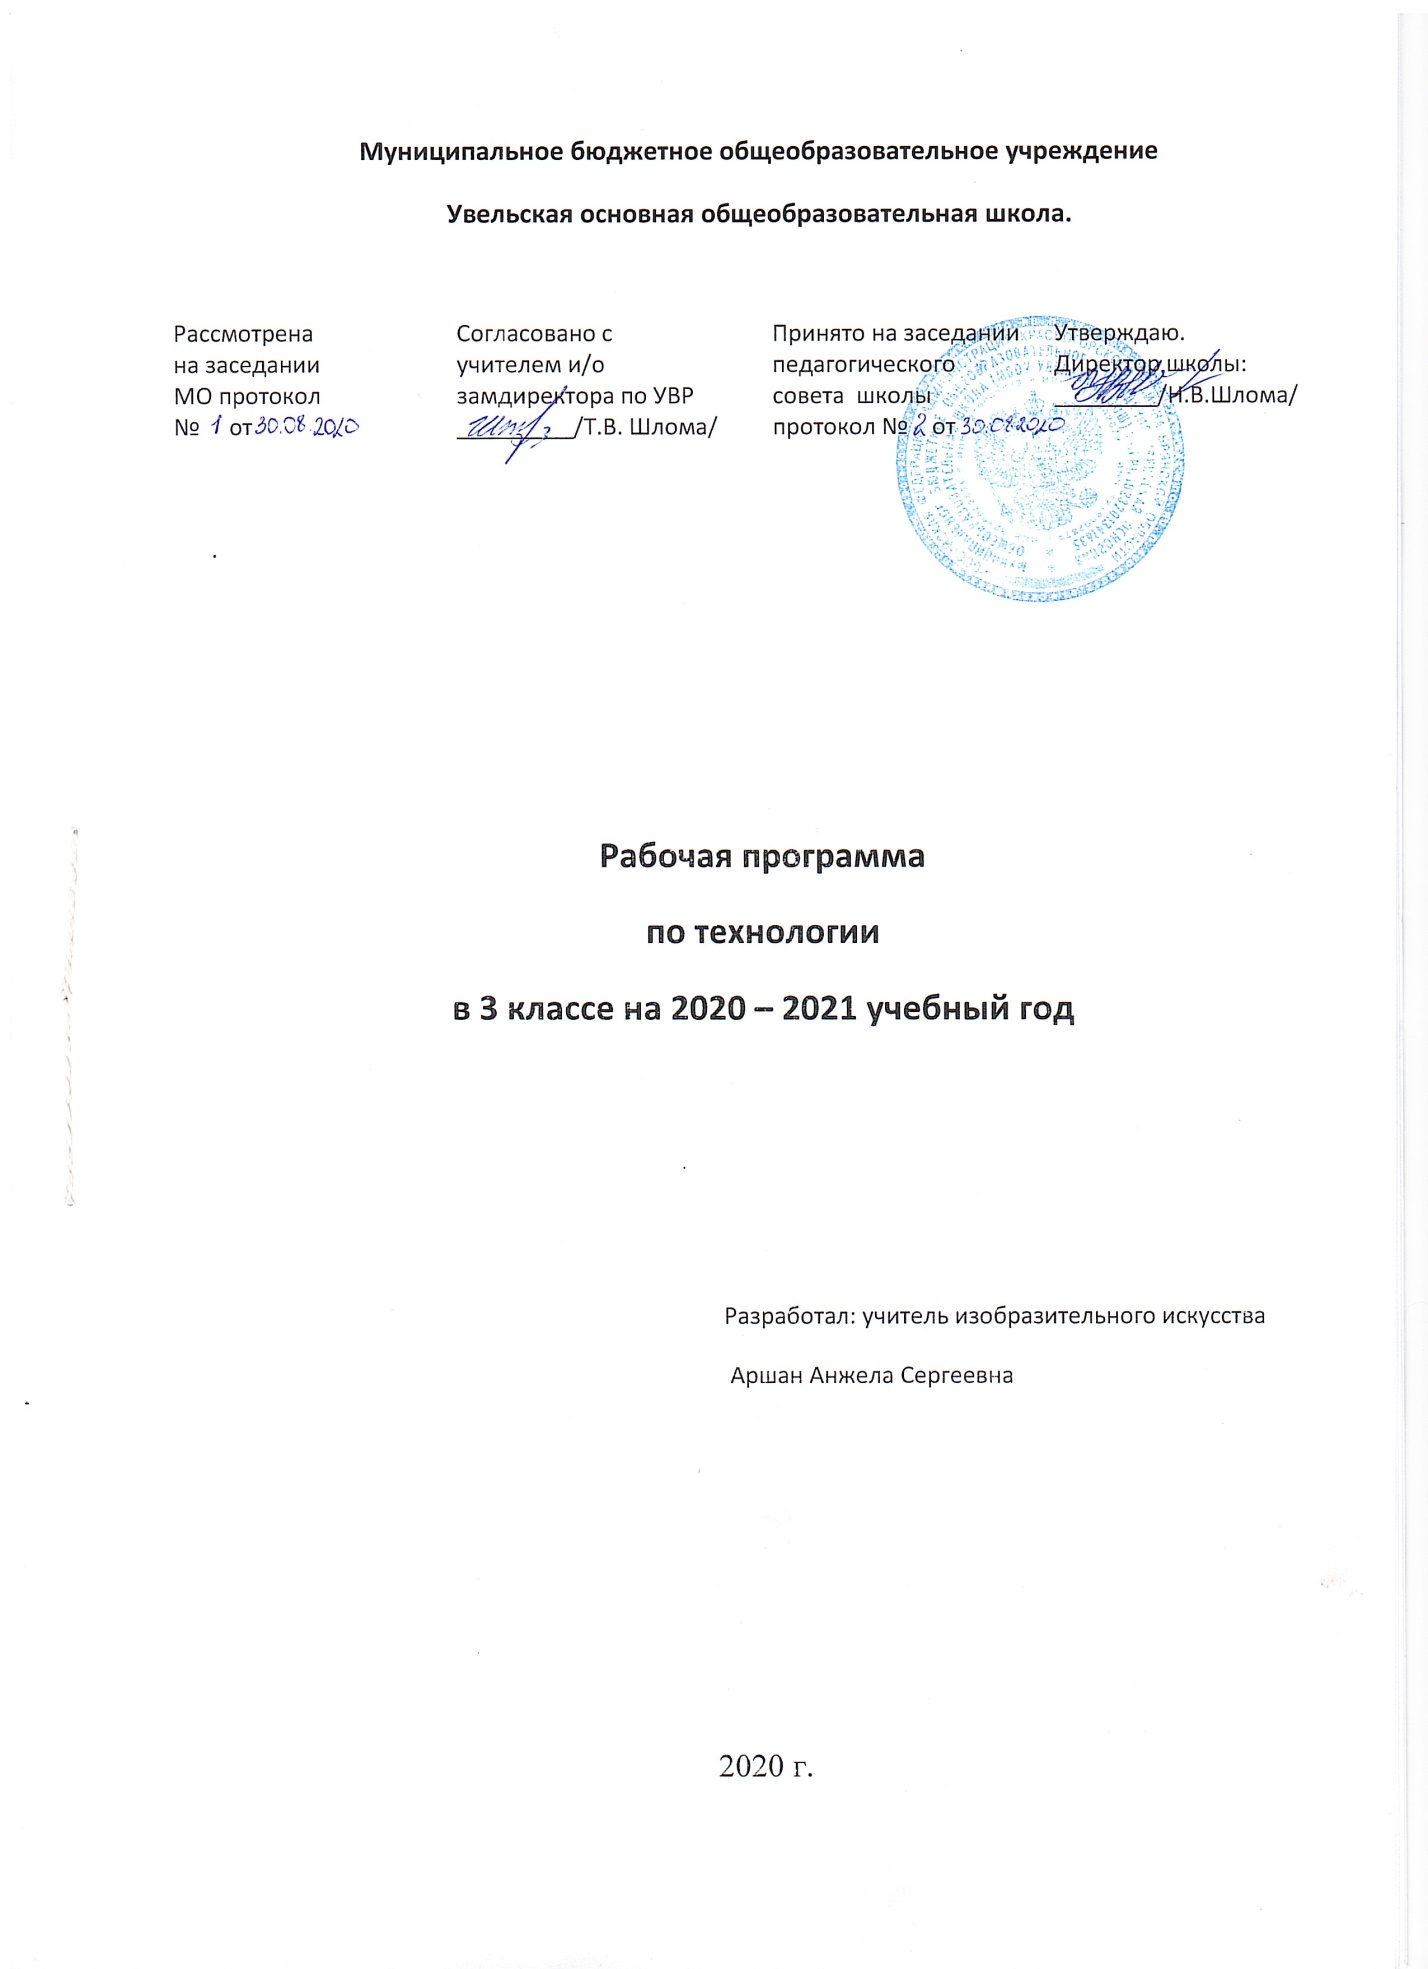 Муниципальное бюджетное общеобразовательное учреждение
Увельская основная общеобразовательная школа.
Рассмотрена
на заседании
МО протокол
№ 1 от 30.08.2020
Согласовано с
учителем и/о
замдиректора по УВР
/Т.В. Шлома/
Принято на заседании
педагогического
совета школы
протокол № 2 от 30.08.2020
Утверждаю.
Директор школы:
/Н.В.Шлома/
Рабочая программа
по технологии
в 3 классе на 2020 – 2021 учебный год
Разработал: учитель изобразительного искусства
Аршан Анжела Сергеевна
2020 г.